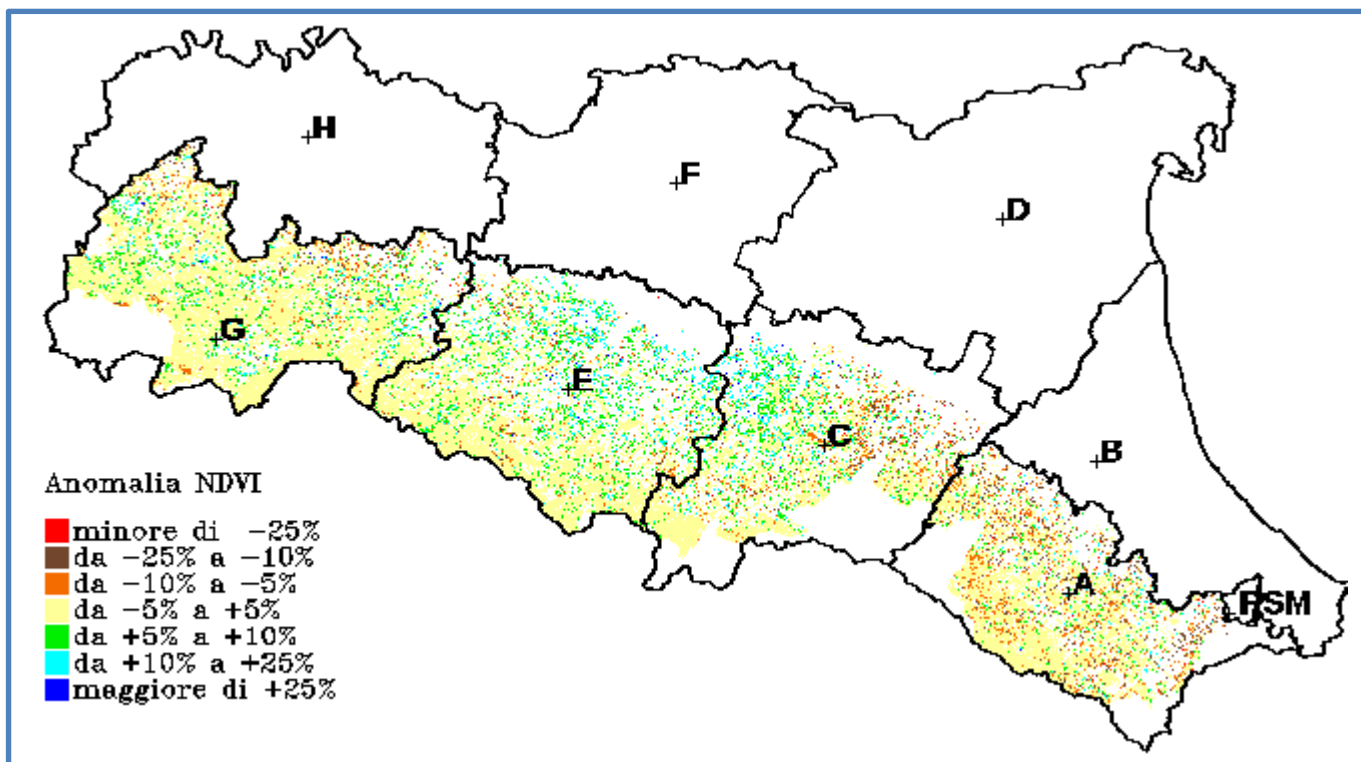 H
F
D
G
E
C
B
Anomalia NDVI
minore di -25%
da -25% a -10%
da -10% a -5%
da -5% a +5%
da +5% a +10%
da +10% a +25%
maggiore di +25%
A
RSM